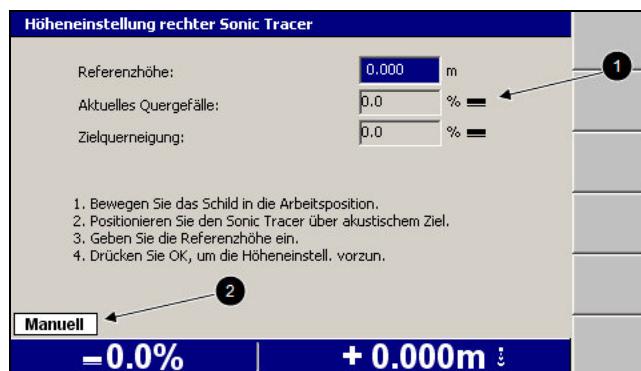 Höheneinstellung rechter Sonic Tracer
Referenzhöhe: 0.000 m
1
Aktuelles Quergefälle: 0.0 %
Zielquerneigung: 0.0 %
1. Bewegen Sie das Schild in die Arbeitsposition.
2. Positionieren Sie den Sonic Tracer über akustischem Ziel.
3. Geben Sie die Referenzhöhe ein.
4. Drücken Sie OK, um die Höheneinstell. vorzun.
2
Manuell
=0.0% + 0.000m